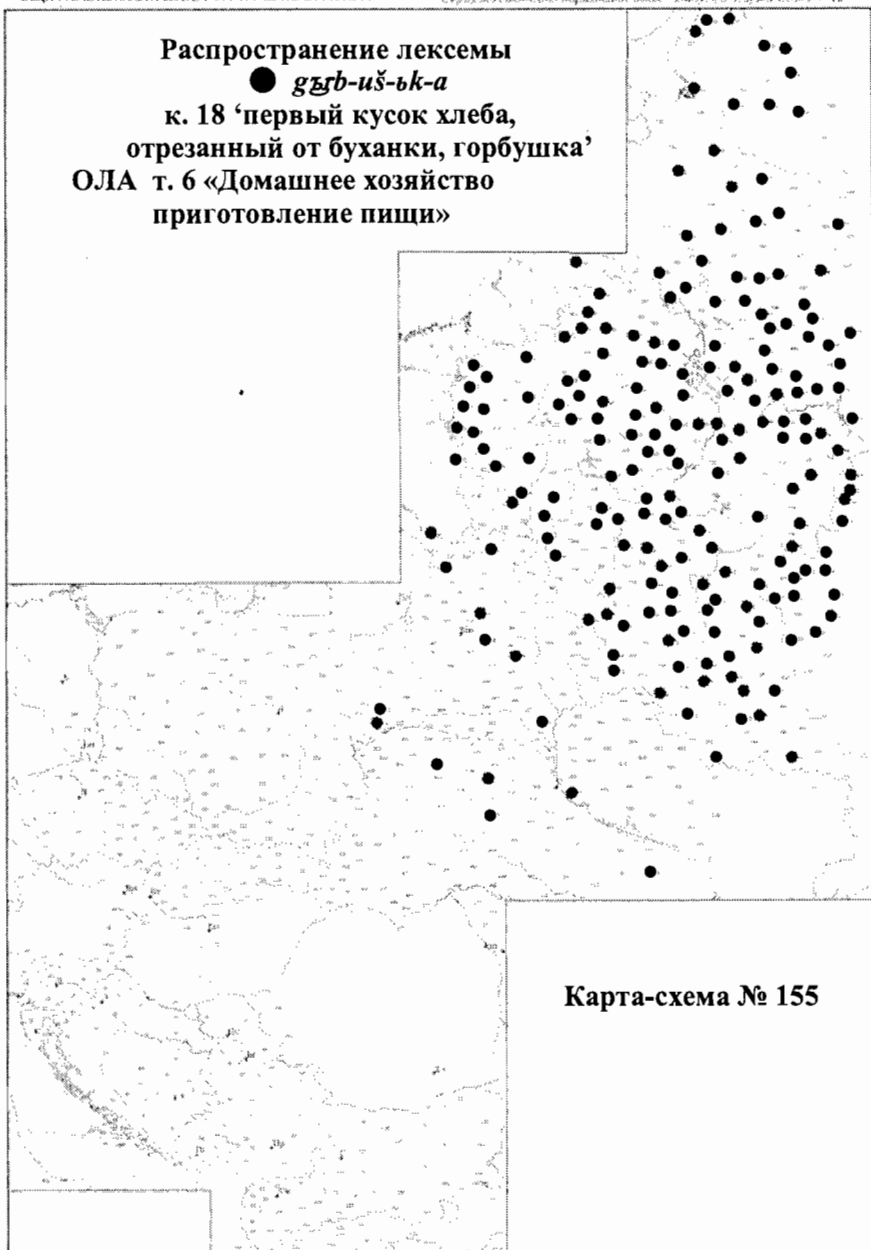 Распространение лексемы
● gъ̲r̲b-uš-ьk-a
к. 18 ‘первый кусок хлеба,
отрезанный от буханки, горбушка’
ОЛА т. 6 «Домашнее хозяйство
приготовление пищи»
Карта-схема № 155